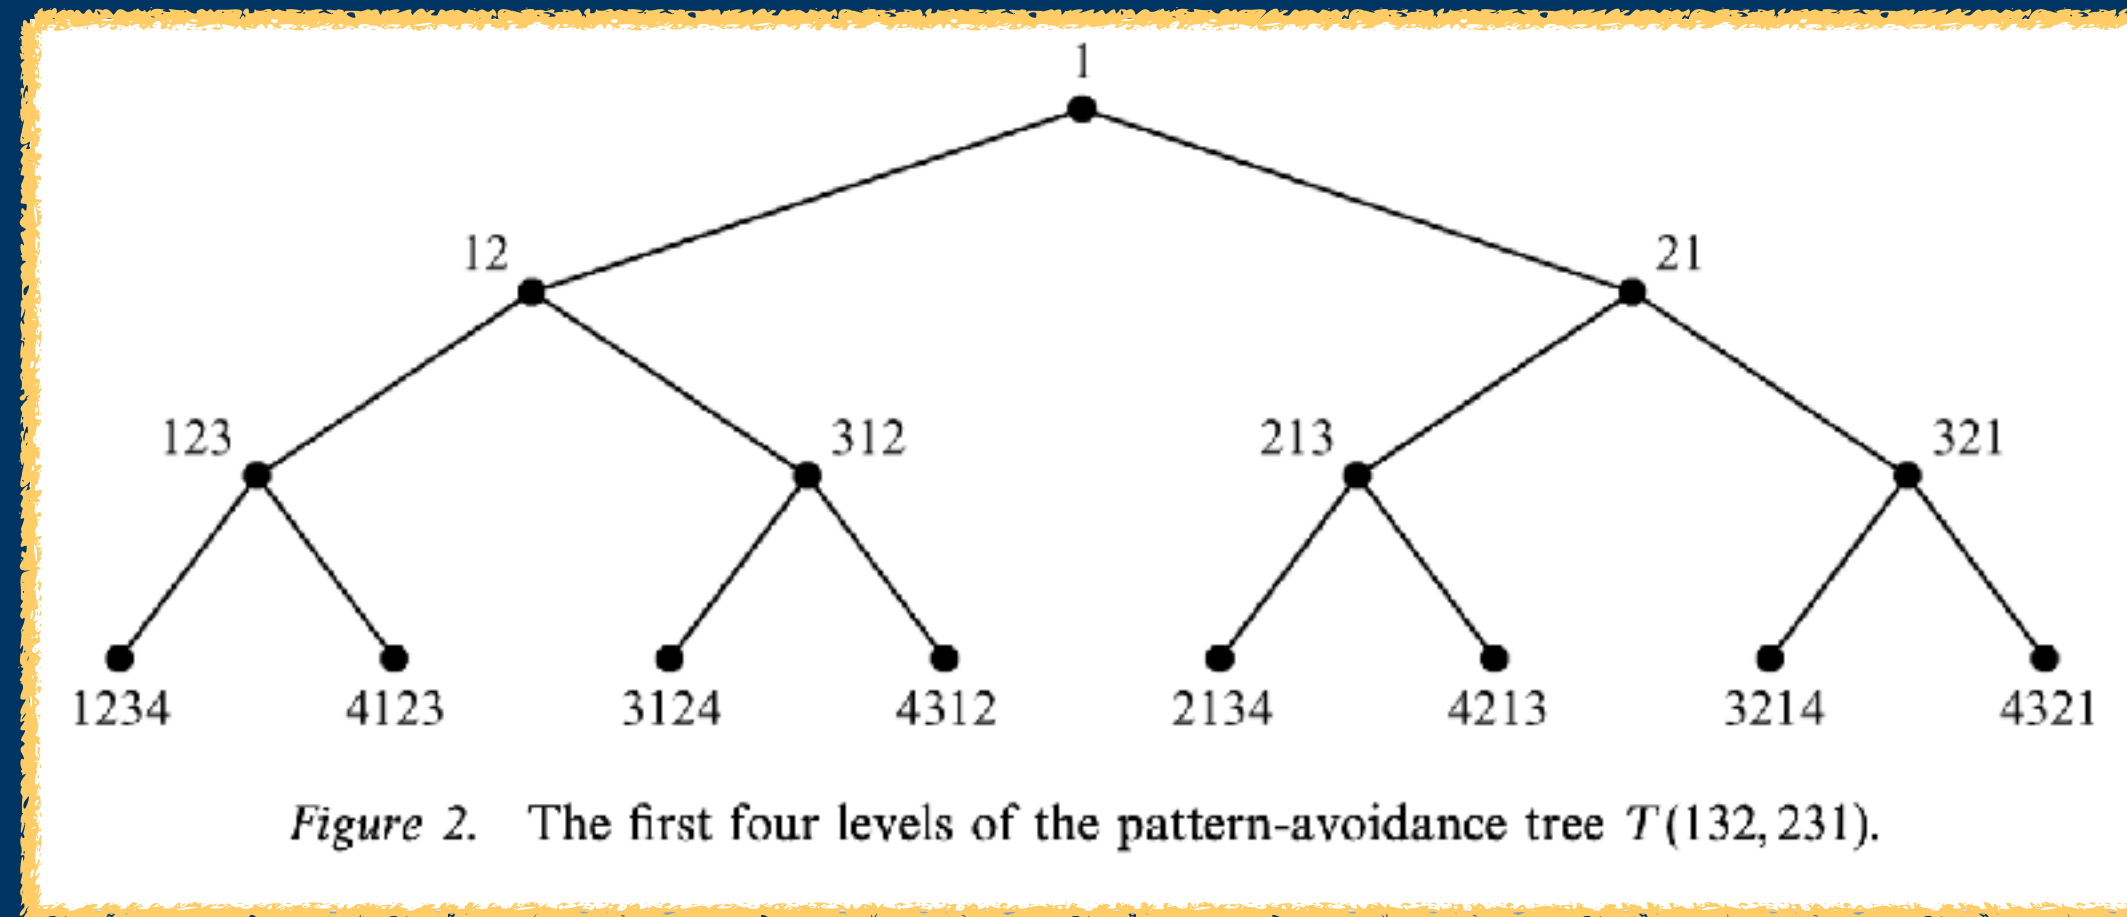 1
12 21
123 312 213 321
1234 4123 3124 4312 2134 4213 3214 4321
Figure 2. The first four levels of the pattern-avoidance tree T(132, 231).